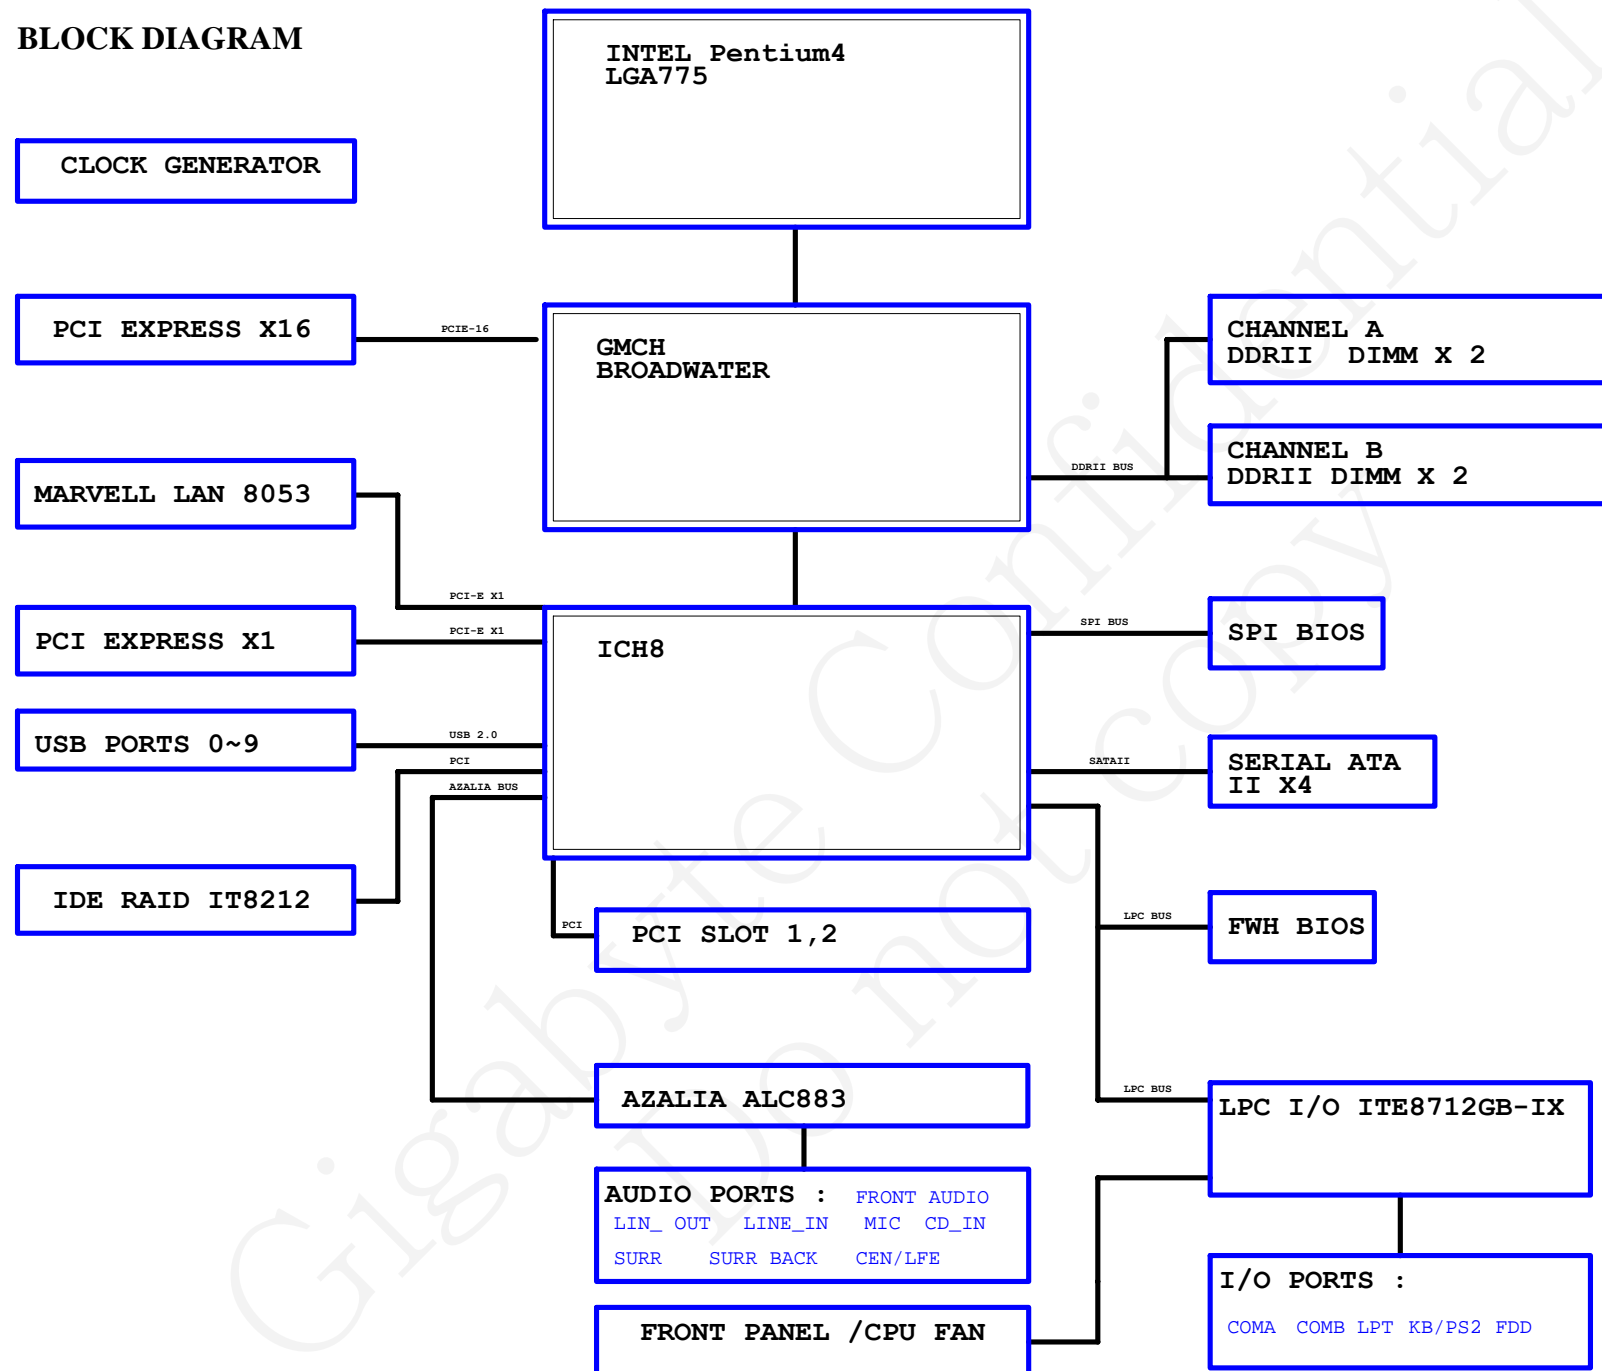 BLOCK DIAGRAM
INTEL Pentium4
LGA775
CLOCK GENERATOR
PCI EXPRESS X16
PCIE-16
GMCH
BROADWATER
CHANNEL A
DDRII DIMM X 2
CHANNEL B
DDRII DIMM X 2
DDRII BUS
MARVELL LAN 8053
PCI-E X1
PCI EXPRESS X1
PCI-E X1
ICH8
SPI BUS
SPI BIOS
USB PORTS 0~9
USB 2.0
PCI
AZALIA BUS
SATAII
SERIAL ATA
II X4
IDE RAID IT8212
PCI
PCI SLOT 1,2
LPC BUS
FWH BIOS
AZALIA ALC883
LPC BUS
LPC I/O ITE8712GB-IX
AUDIO PORTS : FRONT AUDIO
LIN_ OUT LINE_IN MIC CD_IN
SURR SURR BACK CEN/LFE
I/O PORTS :
COMA COMB LPT KB/PS2 FDD
FRONT PANEL /CPU FAN
Gigabyte Confidential
Do not copy